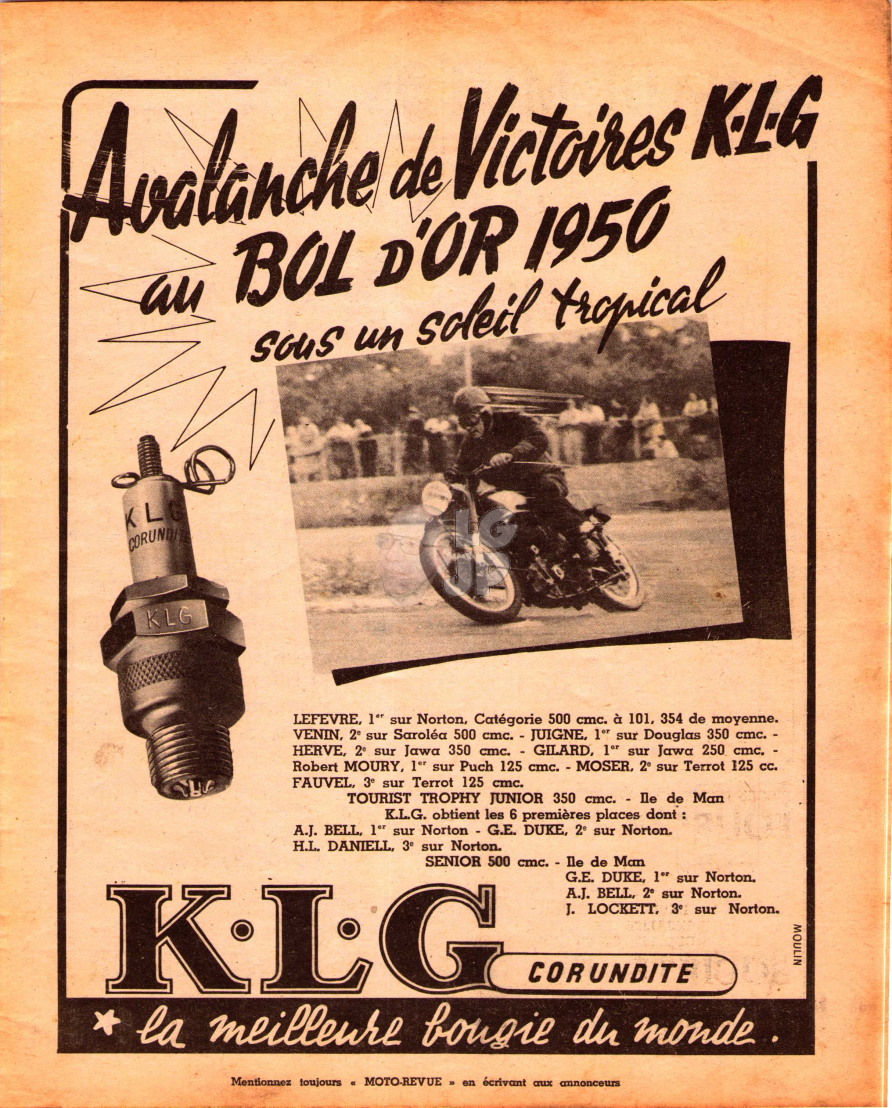 Avalanche de Victoires K·L·G
au BOL D'OR 1950
sous un soleil tropical
KLG
CORUNDITE
KLG
LEFEVRE, 1er sur Norton, Catégorie 500 cmc. à 101, 354 de moyenne.
VENIN, 2e sur Saroléa 500 cmc. - JUIGNE, 1er sur Douglas 350 cmc. -
HERVE, 2e sur Jawa 350 cmc. - GILARD, 1er sur Jawa 250 cmc. -
Robert MOURY, 1er sur Puch 125 cmc. - MOSER, 2e sur Terrot 125 cc.
FAUVEL, 3e sur Terrot 125 cmc.
TOURIST TROPHY JUNIOR 350 cmc. - Ile de Man
K.L.G. obtient les 6 premières places dont :
A.J. BELL, 1er sur Norton - G.E. DUKE, 2e sur Norton.
H.L. DANIELL, 3e sur Norton.
SENIOR 500 cmc. - Ile de Man
G.E. DUKE, 1er sur Norton.
A.J. BELL, 2e sur Norton.
J. LOCKETT, 3e sur Norton.
MOULIN
K·L·G
CORUNDITE
la meilleure bougie du monde.
Mentionnez toujours « MOTO-REVUE » en écrivant aux annonceurs